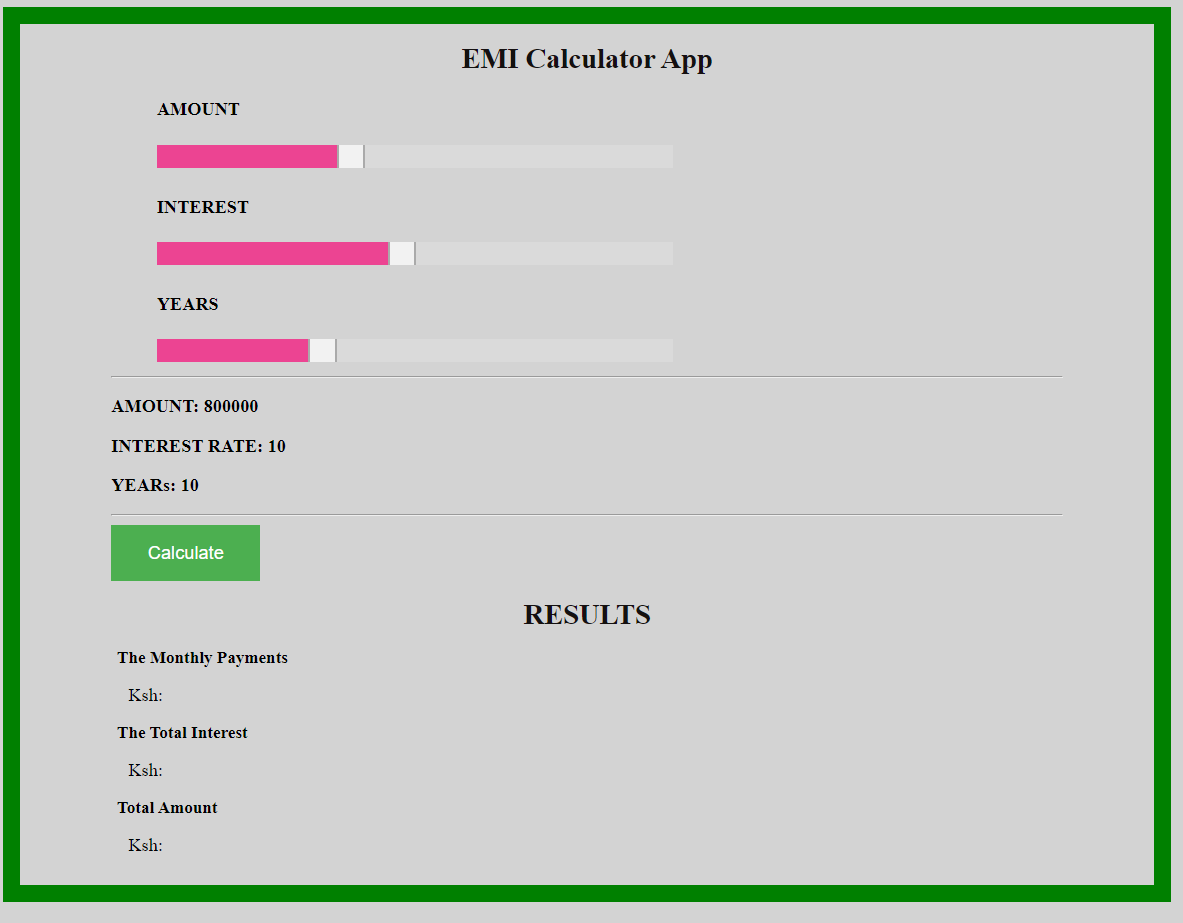 EMI Calculator App
AMOUNT
INTEREST
YEARS
AMOUNT: 800000
INTEREST RATE: 10
YEARs: 10
Calculate
RESULTS
The Monthly Payments
Ksh:
The Total Interest
Ksh:
Total Amount
Ksh: